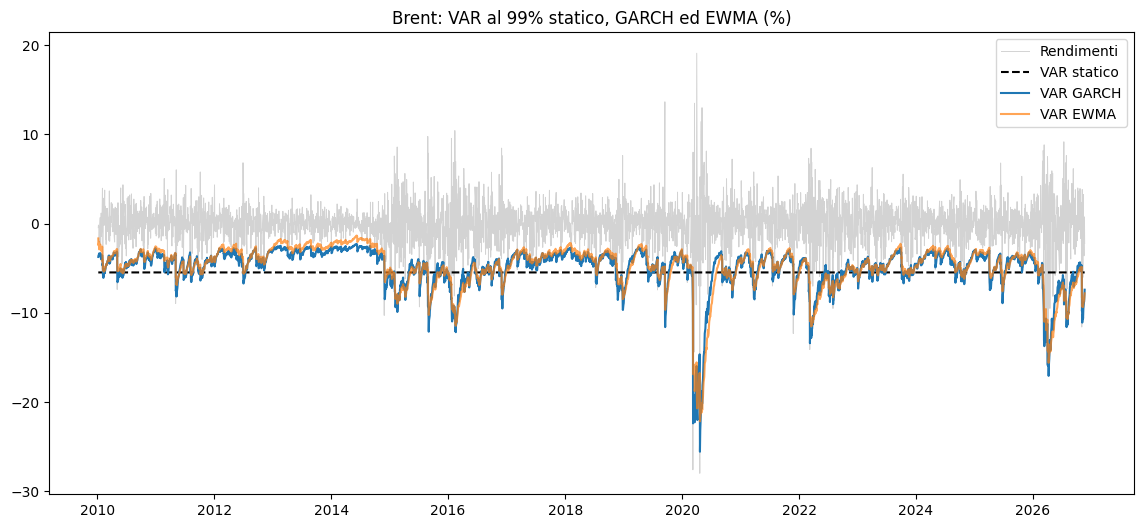 Brent: VAR al 99% statico, GARCH ed EWMA (%)
Rendimenti
VAR statico
VAR GARCH
VAR EWMA
20
10
0
−10
−20
−30
2010 2012 2014 2016 2018 2020 2022 2024 2026